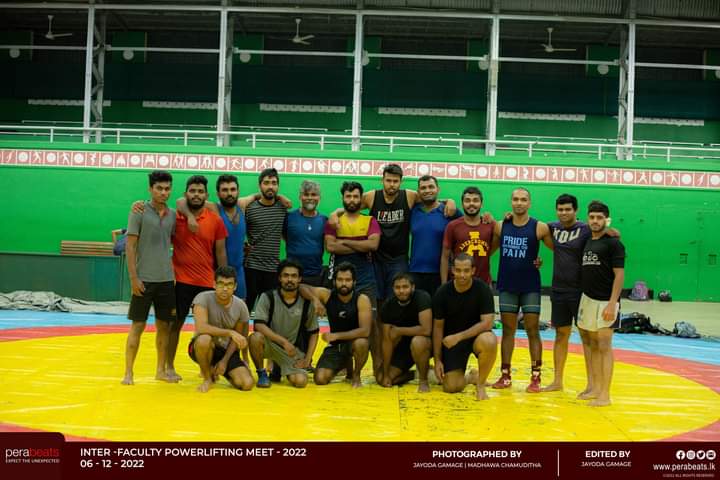 LEADER
PRIDE
PAIN
perabeats
EXPECT THE UNEXPECTED
INTER -FACULTY POWERLIFTING MEET - 2022
06 - 12 - 2022
PHOTOGRAPHED BY
JAYODA GAMAGE | MADHAWA CHAMUDITHA
EDITED BY
JAYODA GAMAGE
www.perabeats.lk